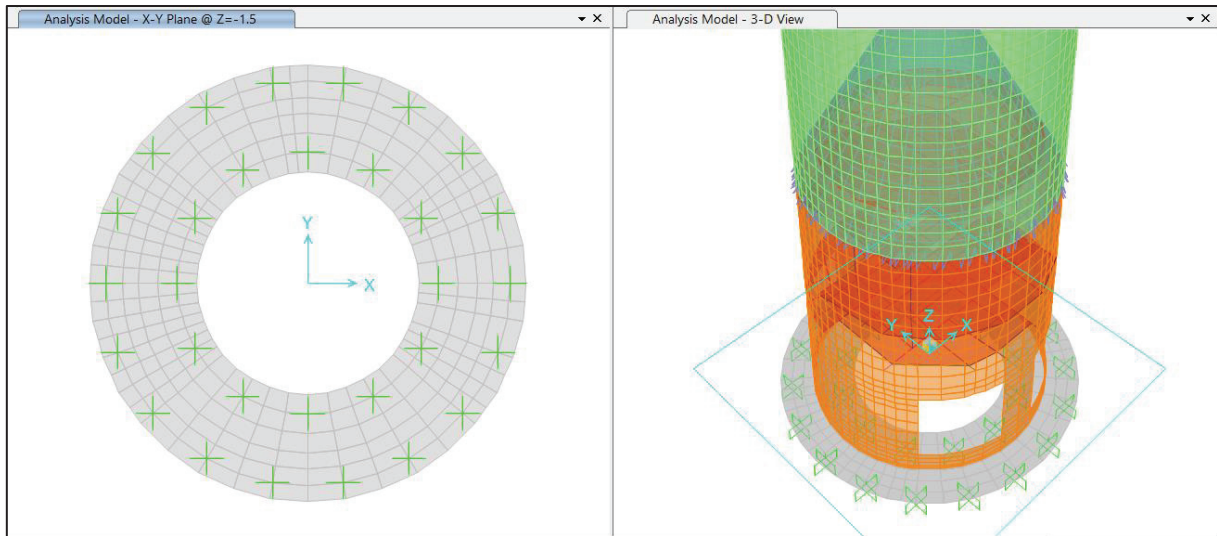 Analysis Model - X-Y Plane @ Z=-1.5
Y
X
Analysis Model - 3-D View
Z
Y
X